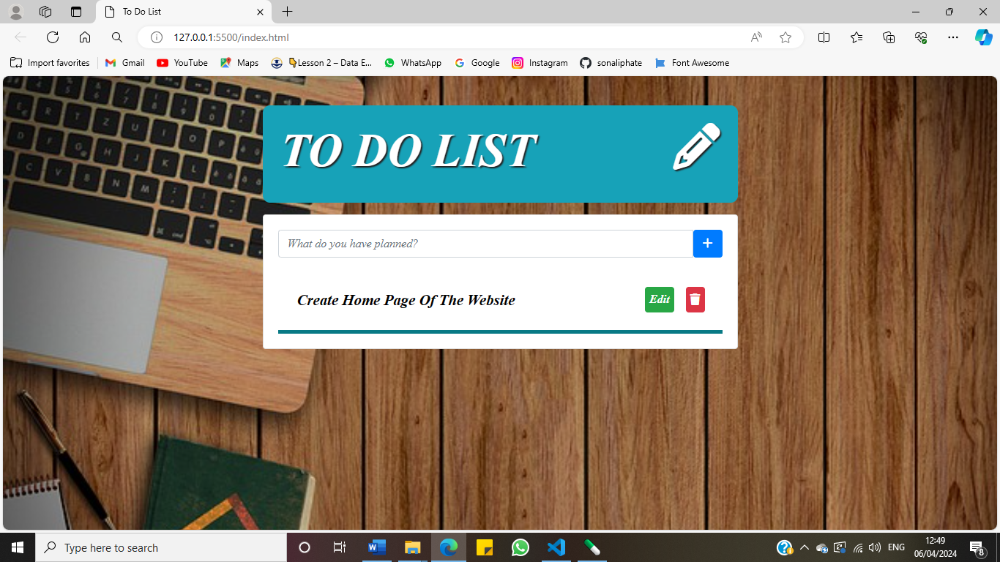 To Do List
127.0.0.1:5500/index.html
Import favorites
Gmail
YouTube
Maps
Lesson 2 – Data E...
WhatsApp
Google
Instagram
sonaliphate
Font Awesome
TO DO LIST
What do you have planned?
Create Home Page Of The Website
Edit
Type here to search
ENG
12:49
06/04/2024
8